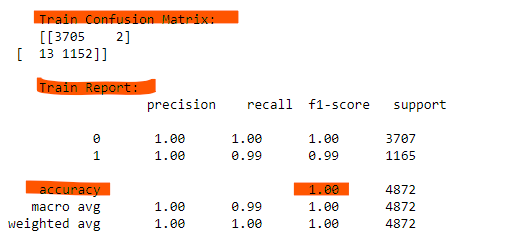 Train Confusion Matrix:
[[3705    2]
[  13 1152]]
Train Report:
precision    recall  f1-score   support
0       1.00      1.00      1.00      3707
1       1.00      0.99      0.99      1165
accuracy                           1.00      4872
macro avg       1.00      0.99      1.00      4872
weighted avg       1.00      1.00      1.00      4872